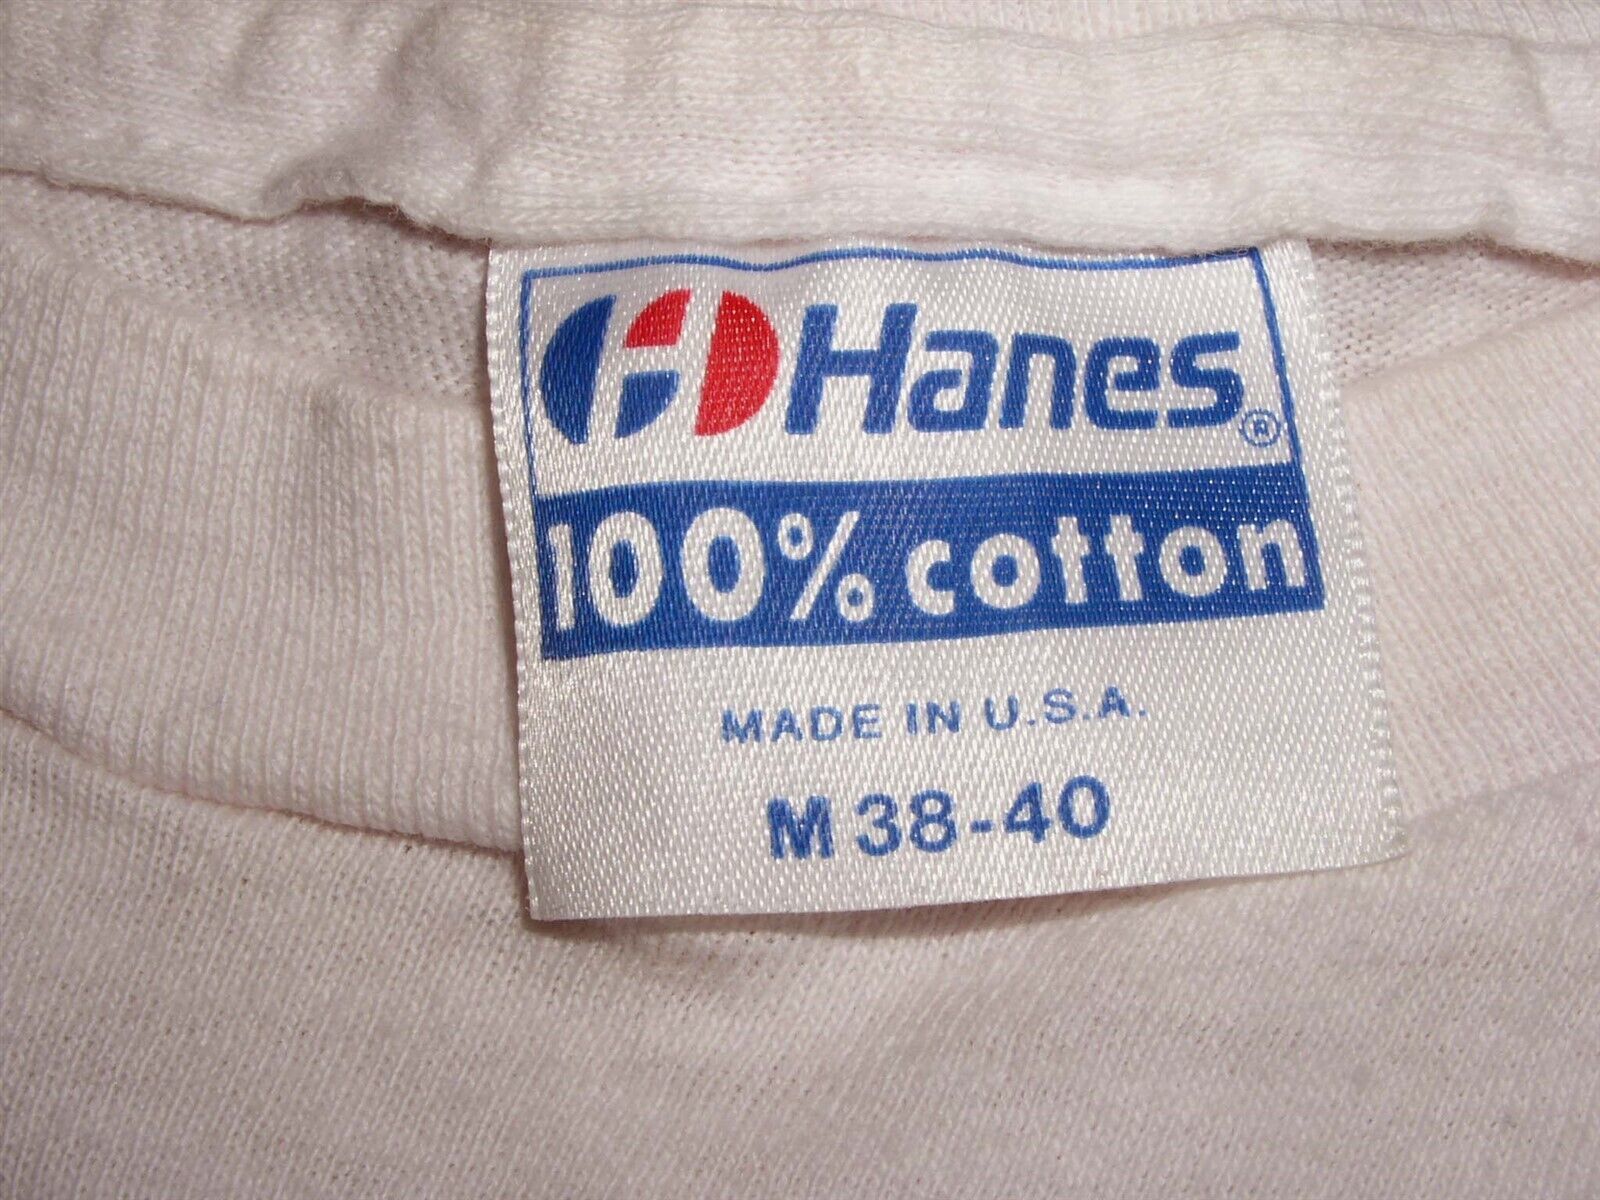 Hanes®
100% cotton
MADE IN U.S.A.
M 38-40